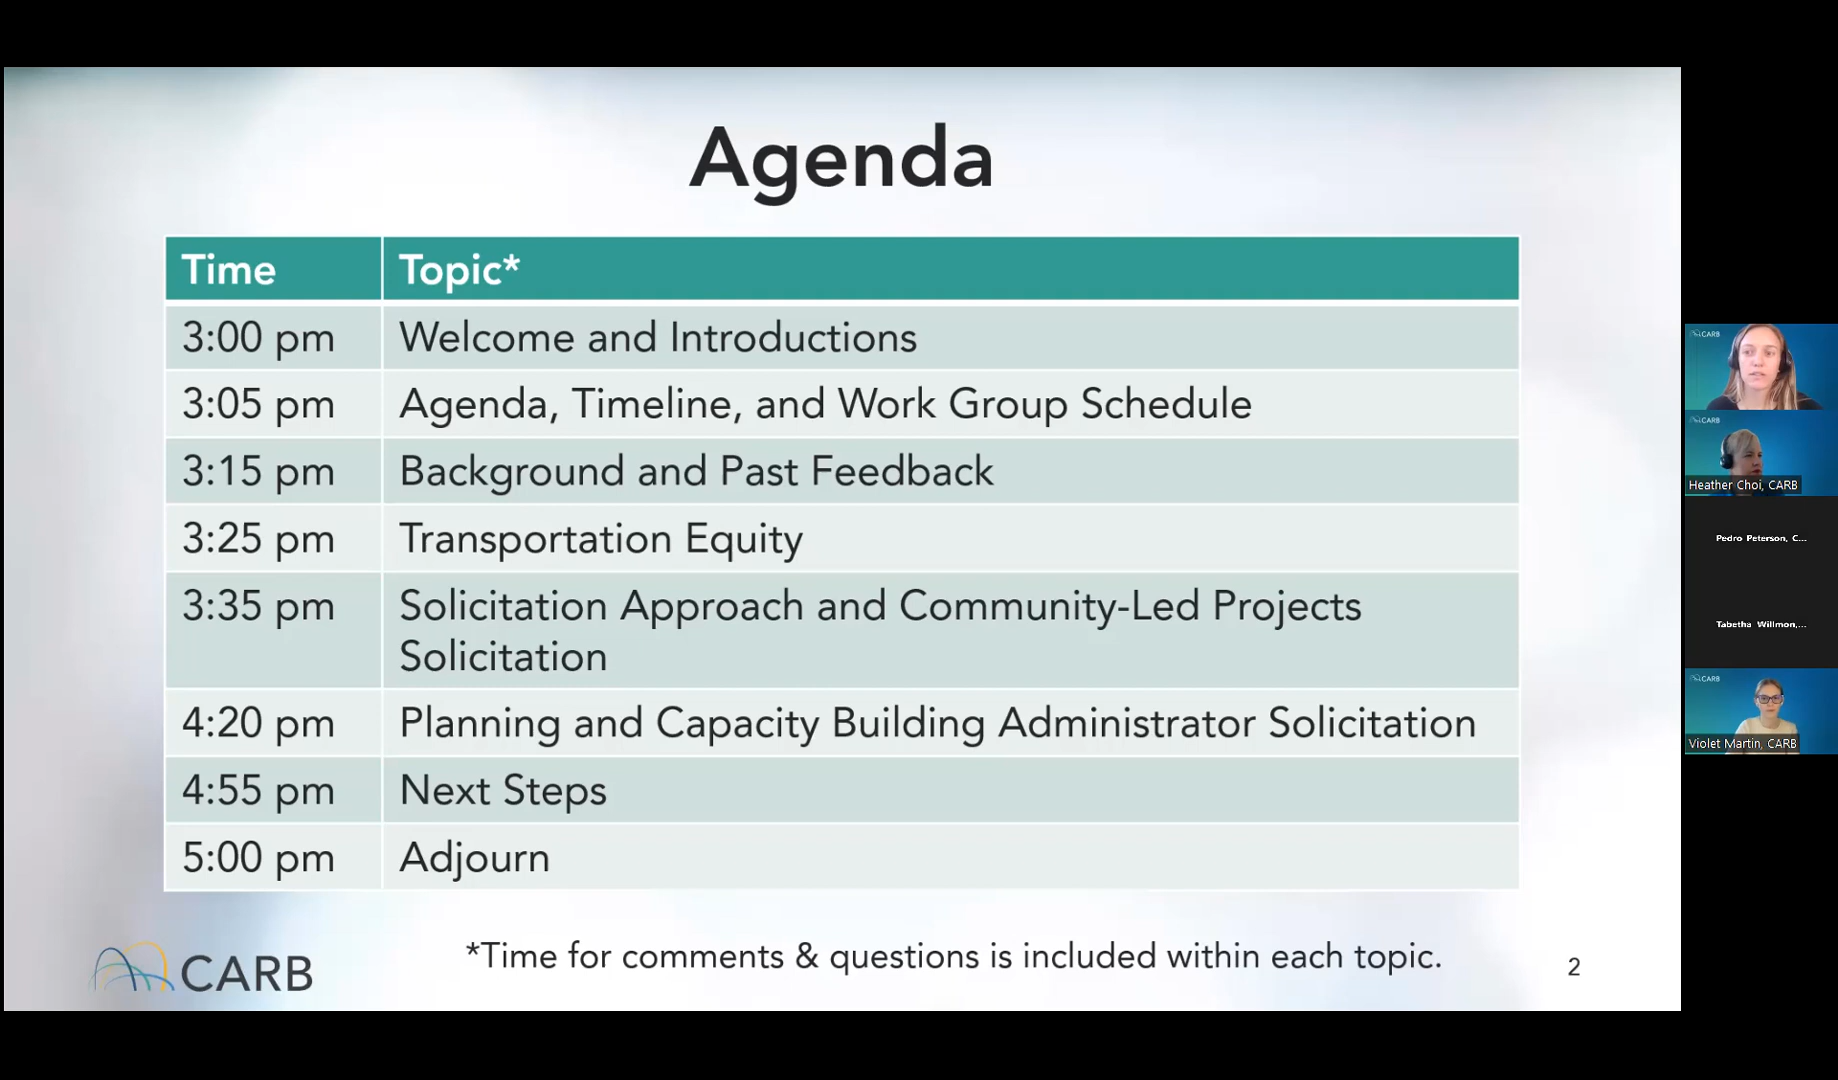 Agenda
Time Topic*
3:00 pm Welcome and Introductions
3:05 pm Agenda, Timeline, and Work Group Schedule
3:15 pm Background and Past Feedback
3:25 pm Transportation Equity
3:35 pm Solicitation Approach and Community-Led Projects
Solicitation
4:20 pm Planning and Capacity Building Administrator Solicitation
4:55 pm Next Steps
5:00 pm Adjourn
*Time for comments & questions is included within each topic.
CARB
2
CARB
CARB
Heather Choi, CARB
Pedro Peterson, C...
Tabetha Willmon,...
CARB
Violet Martin, CARB